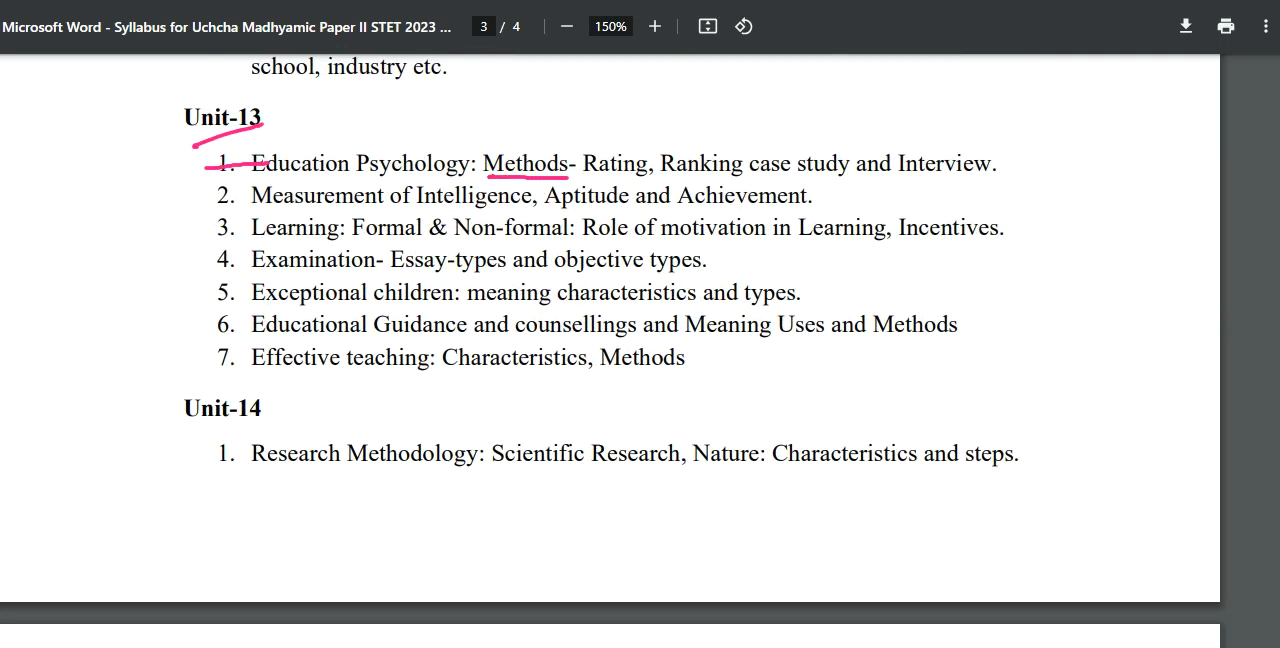 Microsoft Word - Syllabus for Uchcha Madhyamic Paper II STET 2023 ... 3 / 4 150%
school, industry etc.
Unit-13
1. Education Psychology: Methods- Rating, Ranking case study and Interview.
2. Measurement of Intelligence, Aptitude and Achievement.
3. Learning: Formal & Non-formal: Role of motivation in Learning, Incentives.
4. Examination- Essay-types and objective types.
5. Exceptional children: meaning characteristics and types.
6. Educational Guidance and counsellings and Meaning Uses and Methods
7. Effective teaching: Characteristics, Methods
Unit-14
1. Research Methodology: Scientific Research, Nature: Characteristics and steps.